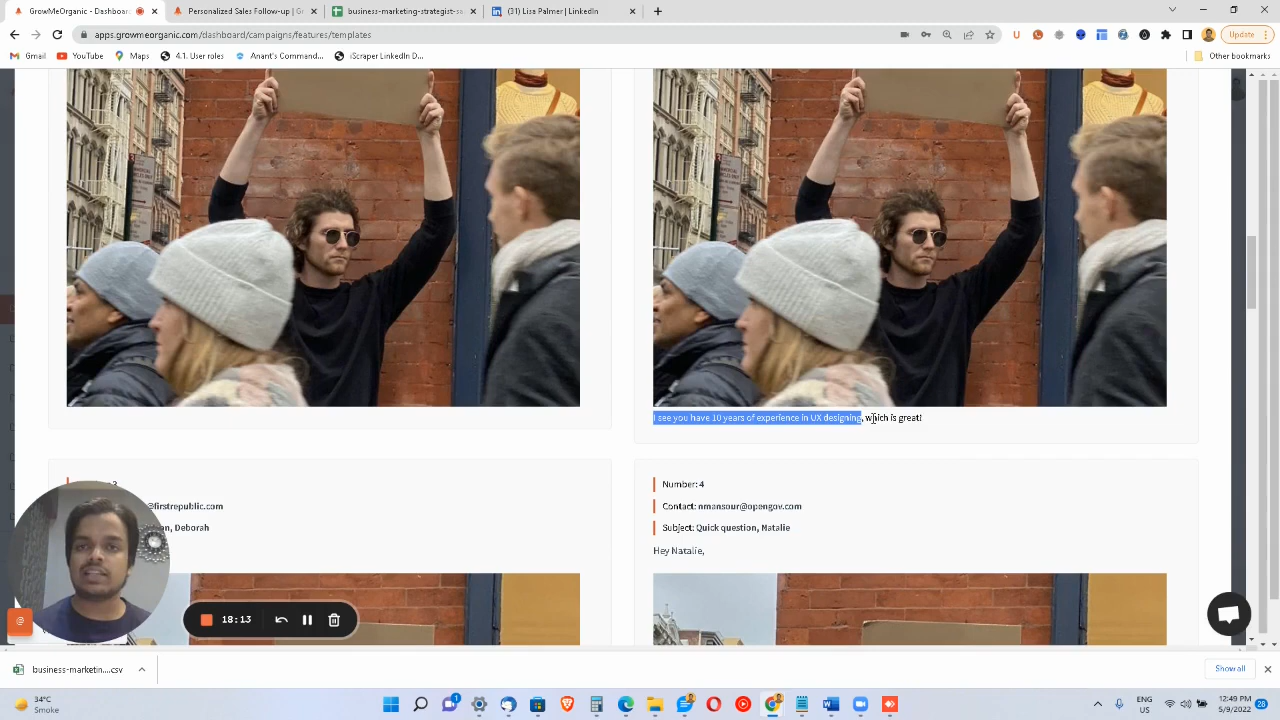 GrowMeOrganic - Dashboar
Personalized Sales Follow-up | G
business-marketing-strategist-sa
(31) Lisa Palmer | LinkedIn
apps.growmeorganic.com/dashboard/campaigns/features/templates
Update
Gmail
YouTube
Maps
4.1. User roles
Anant's Command...
iScraper LinkedIn D...
Other bookmarks
I see you have 10 years of experience in UX designing, which is great!
@firstrepublic.com
n, Deborah
Number: 4
Contact: nmansour@opengov.com
Subject: Quick question, Natalie
Hey Natalie,
18:13
business-marketin....csv
Show all
34°C
Smoke
ENG
US
12:49 PM
5/9/2022
28